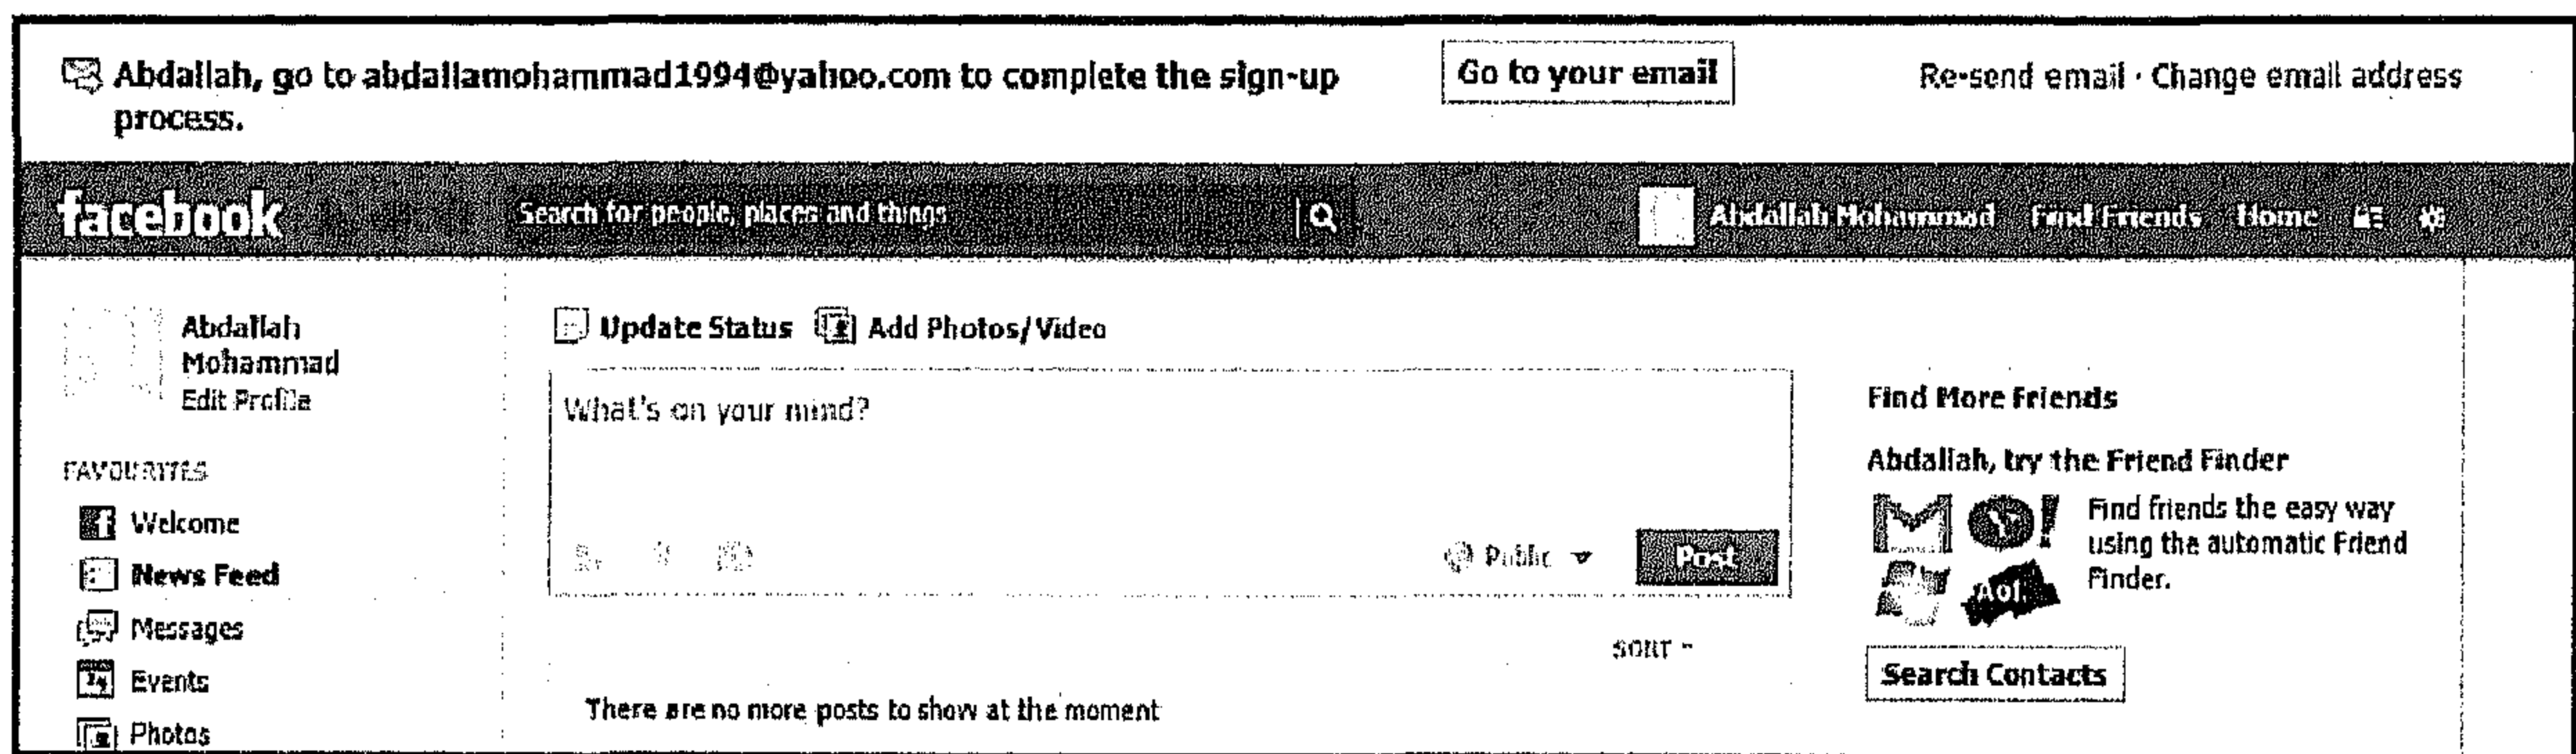 Abdallah, go to abdallamohammad1994@yahoo.com to complete the sign-up
process.
Go to your email
Re-send email · Change email address
facebook
Search for people, places and things
Abdallah Mohammad Find Friends Home
Abdallah
Mohammad
Edit Profile
FAVOURITES
Welcome
News Feed
Messages
Events
Photos
Update Status Add Photos/Video
What's on your mind?
Public
Post
SORT
There are no more posts to show at the moment
Find More Friends
Abdallah, try the Friend Finder
Find friends the easy way
using the automatic Friend
Finder.
Aol.
Search Contacts